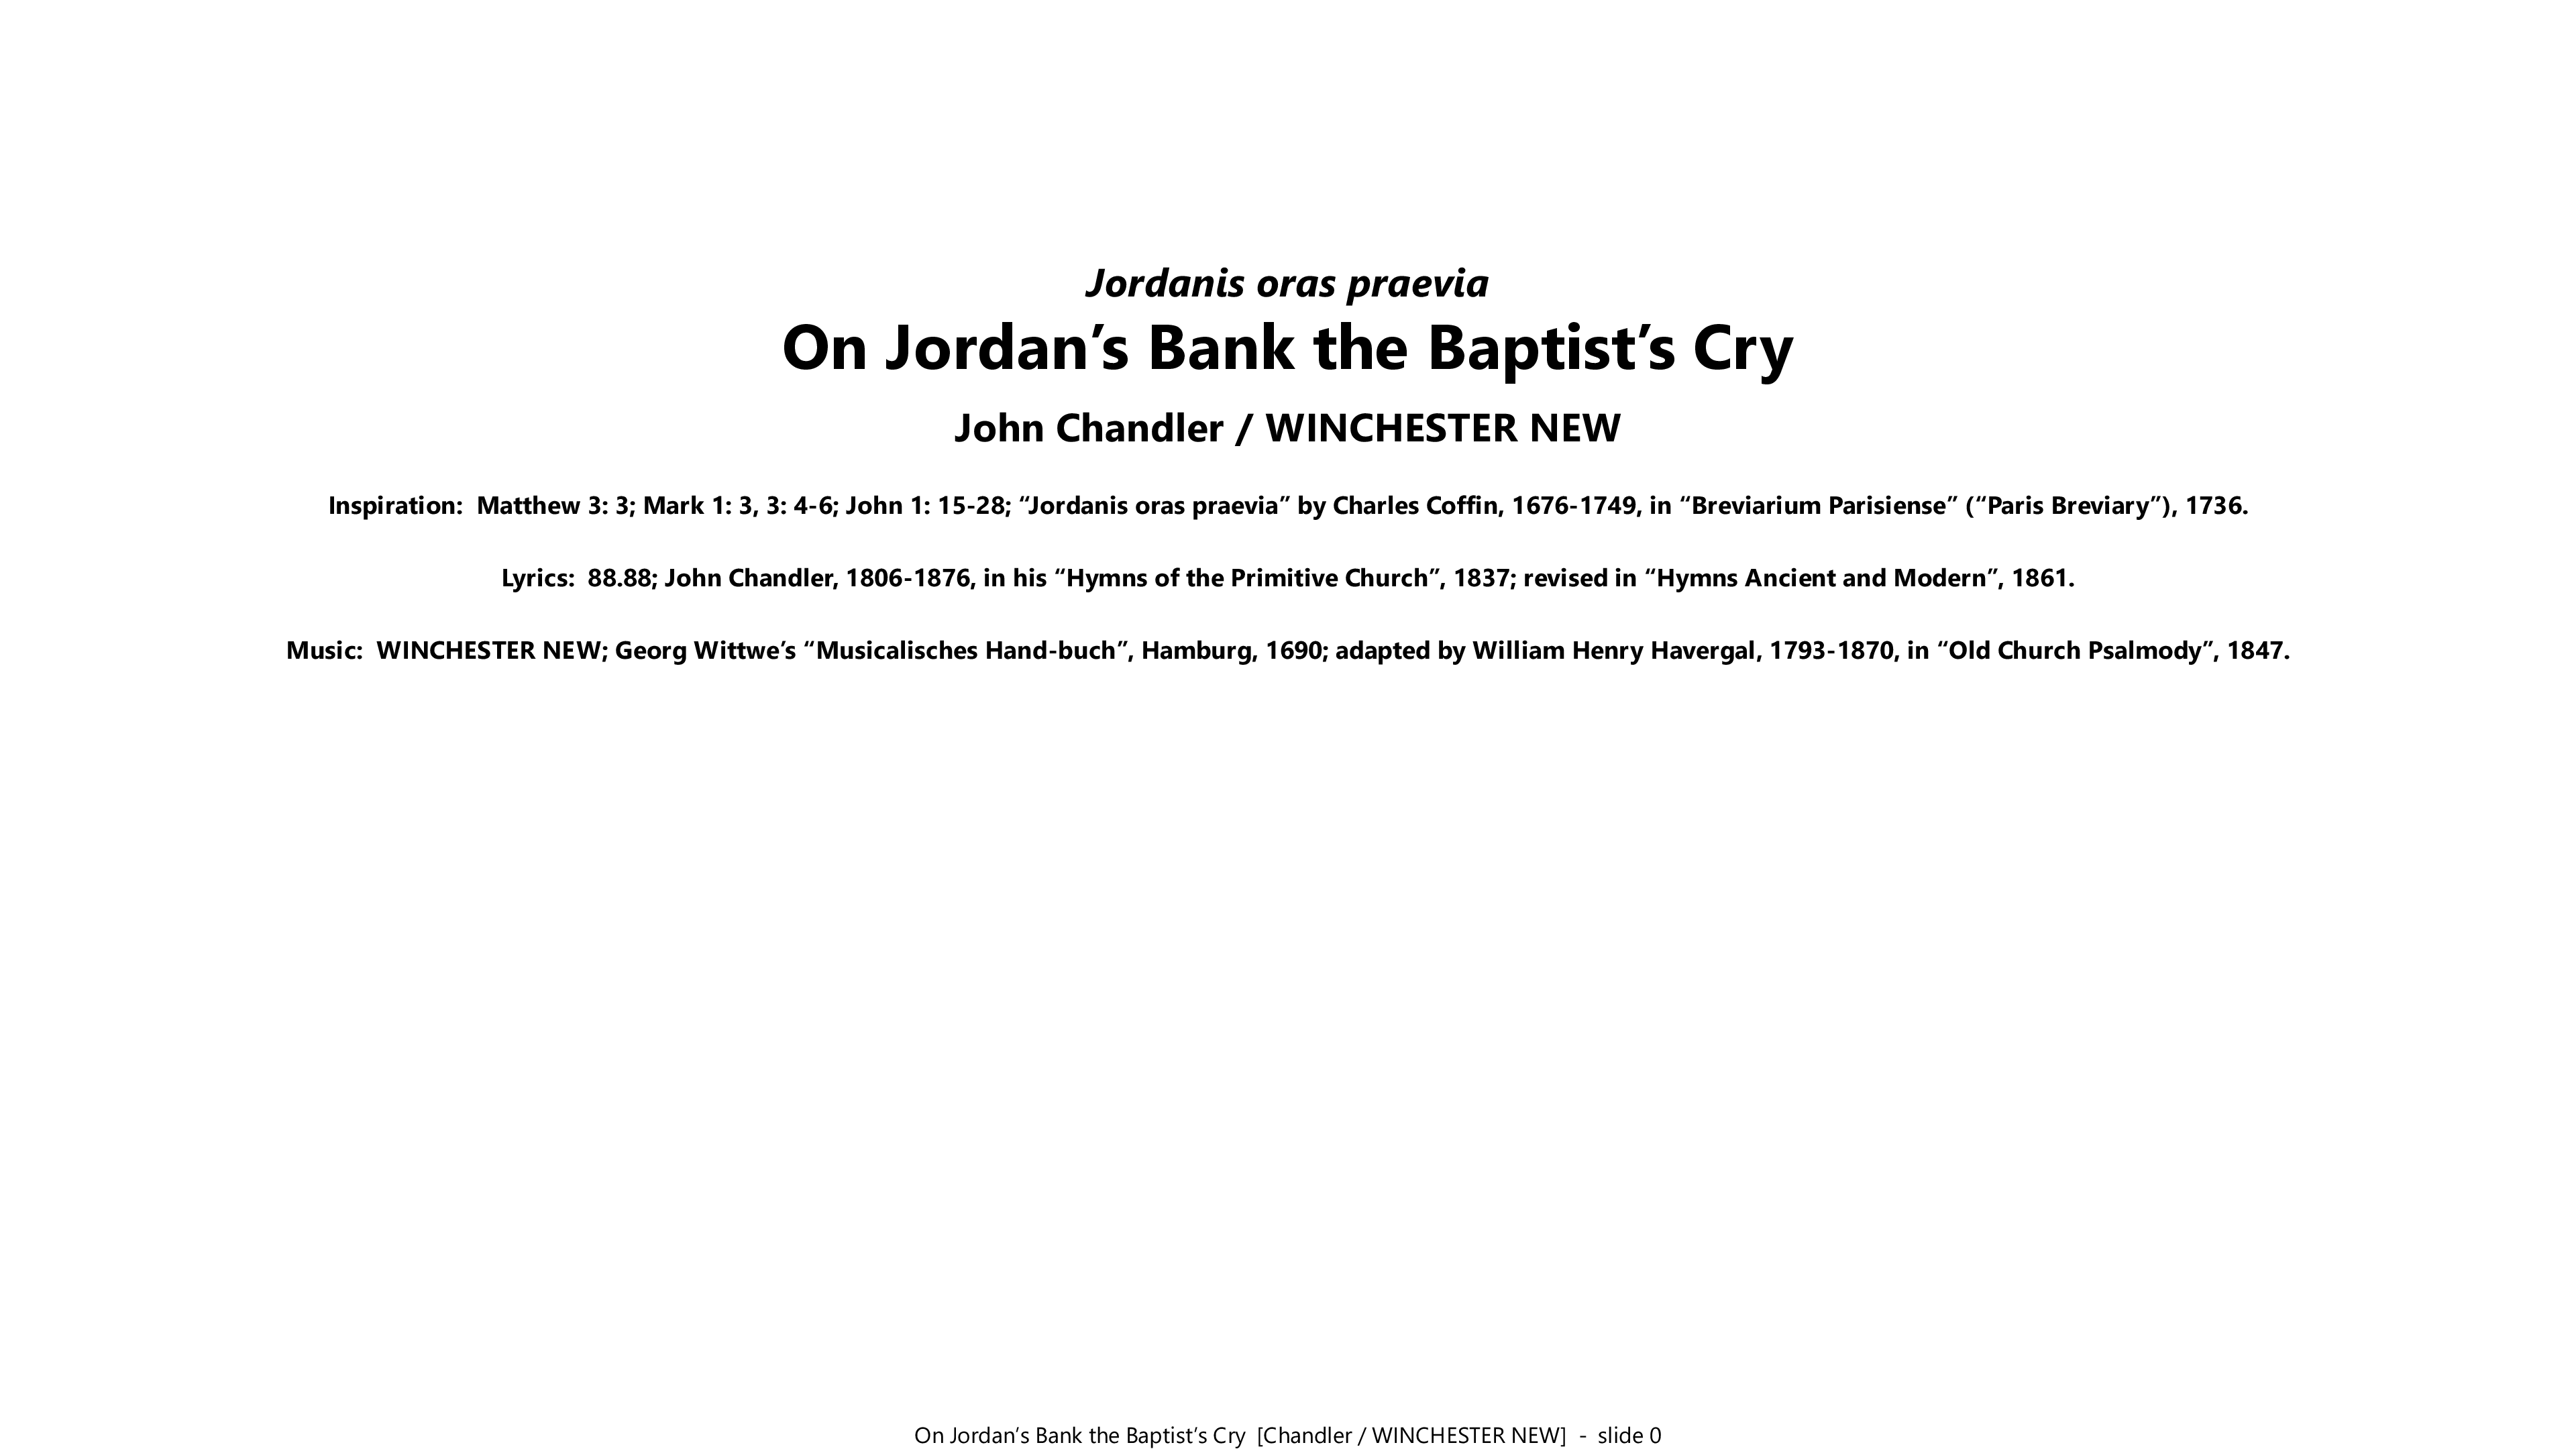 Jordanis oras praevia
On Jordan’s Bank the Baptist’s Cry
John Chandler / WINCHESTER NEW
Inspiration:  Matthew 3: 3; Mark 1: 3, 3: 4-6; John 1: 15-28; “Jordanis oras praevia” by Charles Coffin, 1676-1749, in “Breviarium Parisiense” (“Paris Breviary”), 1736.
Lyrics:  88.88; John Chandler, 1806-1876, in his “Hymns of the Primitive Church”, 1837; revised in “Hymns Ancient and Modern”, 1861.
Music:  WINCHESTER NEW; Georg Wittwe’s “Musicalisches Hand-buch”, Hamburg, 1690; adapted by William Henry Havergal, 1793-1870, in “Old Church Psalmody”, 1847.
On Jordan’s Bank the Baptist’s Cry  [Chandler / WINCHESTER NEW]  -  slide 0